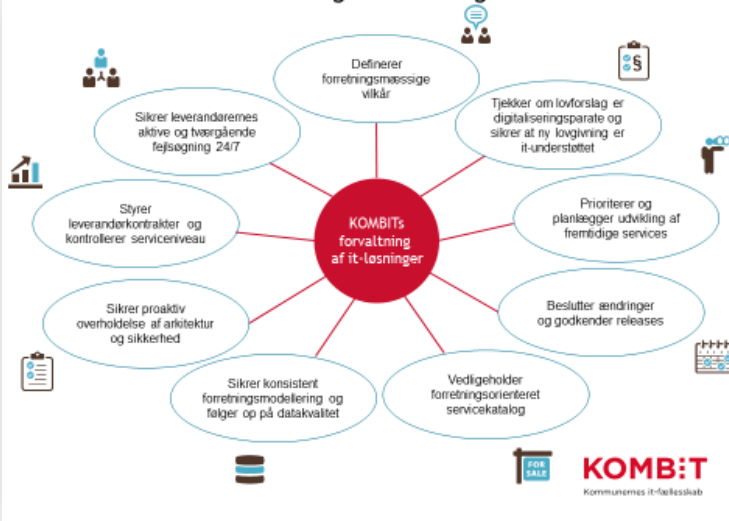 Definerer
forretningsmæssige
vilkår
Tjekker om lovforslag er
digitaliseringsparate og
sikrer at ny lovgivning er
it-understøttet
Prioriterer og
planlægger udvikling af
fremtidige services
Beslutter ændringer
og godkender releases
Vedligeholder
forretningsorienteret
servicekatalog
Sikrer konsistent
forretningsmodellering og
følger op på datakvalitet
Sikrer proaktiv
overholdelse af arkitektur
og sikkerhed
Styrer
leverandørkontrakter og
kontrollerer serviceniveau
Sikrer leverandørernes
aktive og tværgående
fejlsøgning 24/7
KOMBITs
forvaltning
af it-løsninger
§
FOR
SALE
KOMBIT
Kommunernes it-fællesskab